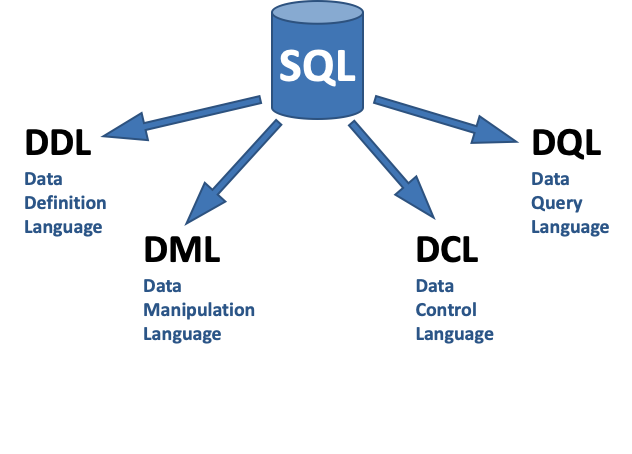 SQL
DDL
Data
Definition
Language
DML
Data
Manipulation
Language
DCL
Data
Control
Language
DQL
Data
Query
Language